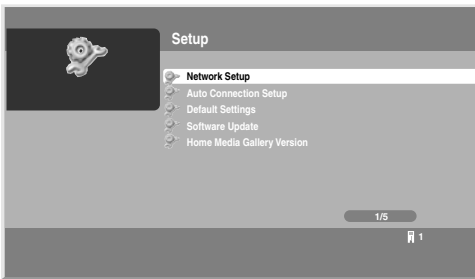 Setup
Network Setup
Auto Connection Setup
Default Settings
Software Update
Home Media Gallery Version
1/5
1